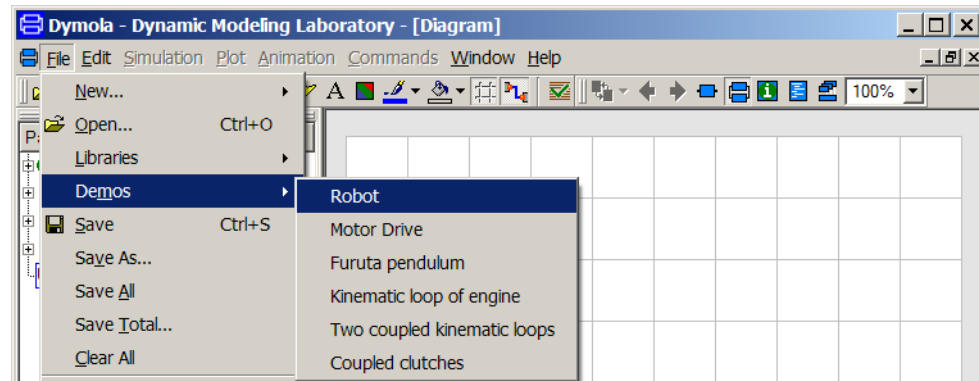 Dymola - Dynamic Modeling Laboratory - [Diagram]
File Edit Simulation Plot Animation Commands Window Help
A 100%
New...
Open... Ctrl+O
Libraries
Demos
Save Ctrl+S
Save As...
Save All
Save Total...
Clear All
Robot
Motor Drive
Furuta pendulum
Kinematic loop of engine
Two coupled kinematic loops
Coupled clutches